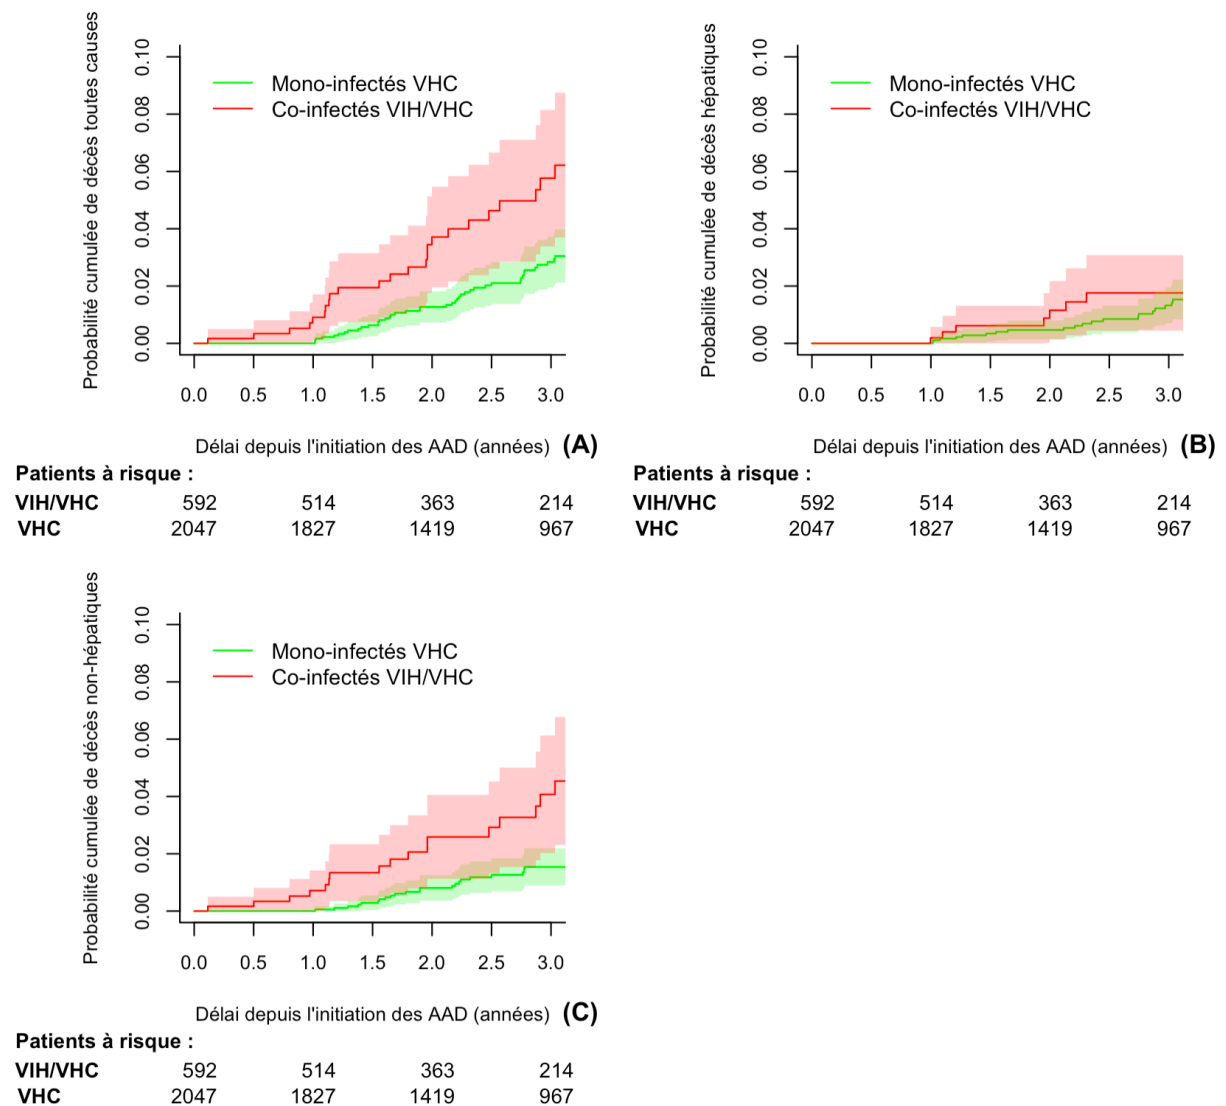 Probabilité cumulée de décès toutes causes
0.10
0.08
0.06
0.04
0.02
0.00
Mono-infectés VHC
Co-infectés VIH/VHC
0.0 0.5 1.0 1.5 2.0 2.5 3.0
Délai depuis l'initiation des AAD (années) (A)
Patients à risque :
VIH/VHC 592 514 363 214
VHC 2047 1827 1419 967
Probabilité cumulée de décès hépatiques
0.10
0.08
0.06
0.04
0.02
0.00
Mono-infectés VHC
Co-infectés VIH/VHC
0.0 0.5 1.0 1.5 2.0 2.5 3.0
Délai depuis l'initiation des AAD (années) (B)
Patients à risque :
VIH/VHC 592 514 363 214
VHC 2047 1827 1419 967
Probabilité cumulée de décès non-hépatiques
0.10
0.08
0.06
0.04
0.02
0.00
Mono-infectés VHC
Co-infectés VIH/VHC
0.0 0.5 1.0 1.5 2.0 2.5 3.0
Délai depuis l'initiation des AAD (années) (C)
Patients à risque :
VIH/VHC 592 514 363 214
VHC 2047 1827 1419 967